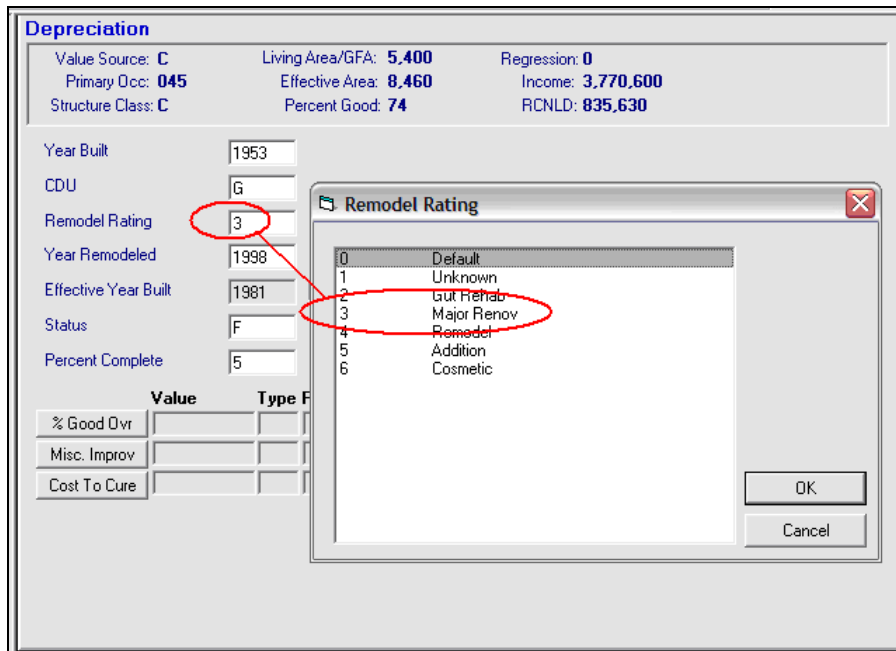 Depreciation
Value Source: C Living Area/GFA: 5,400 Regression: 0
Primary Occ: 045 Effective Area: 8,460 Income: 3,770,600
Structure Class: C Percent Good: 74 RCNLD: 835,630
Year Built 1953
CDU G
Remodel Rating 3
Year Remodeled 1998
Effective Year Built 1981
Status F
Percent Complete 5
Value Type F
% Good Ovr
Misc. Improv
Cost To Cure
Remodel Rating
0 Default
1 Unknown
2 Gut Rehab
3 Major Renov
4 Remodel
5 Addition
6 Cosmetic
OK
Cancel